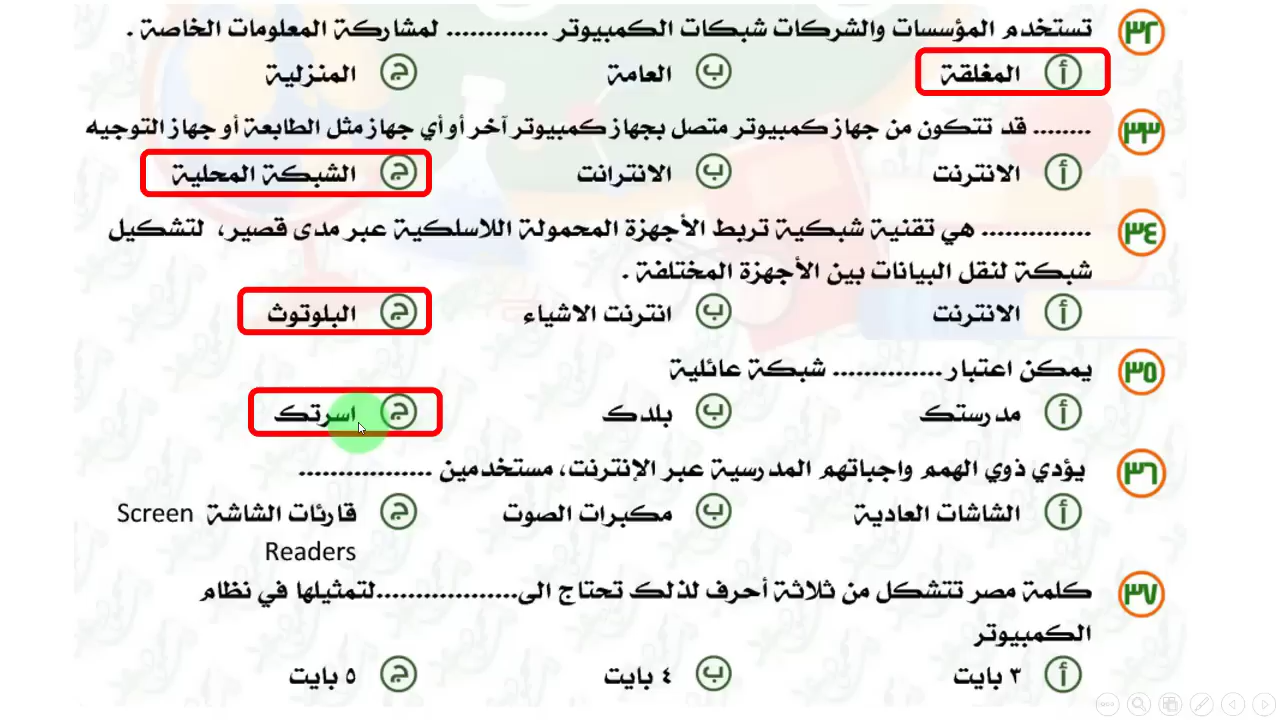 ٣٢ تستخدم المؤسسات والشركات شبكات الكمبيوتر ............. لمشاركة المعلومات الخاصة .
أ المغلقة ب العامة ج المنزلية
٣٣ ........ قد تتكون من جهاز كمبيوتر متصل بجهاز كمبيوتر آخر أو أي جهاز مثل الطابعة أو جهاز التوجيه
أ الانترنت ب الانترانت ج الشبكة المحلية
٣٤ .............. هي تقنية شبكية تربط الأجهزة المحمولة اللاسلكية عبر مدى قصير، لتشكيل
شبكة لنقل البيانات بين الأجهزة المختلفة .
أ الانترنت ب انترنت الاشياء ج البلوتوث
٣٥ يمكن اعتبار .............. شبكة عائلية
أ مدرستك ب بلدك ج اسرتك
٣٦ يؤدي ذوي الهمم واجباتهم المدرسية عبر الإنترنت، مستخدمين .................
أ الشاشات العادية ب مكبرات الصوت ج قارئات الشاشة Screen
Readers
٣٧ كلمة مصر تتشكل من ثلاثة أحرف لذلك تحتاج الى..................لتمثيلها في نظام
الكمبيوتر
أ ٣ بايت ب ٤ بايت ج ٥ بايت